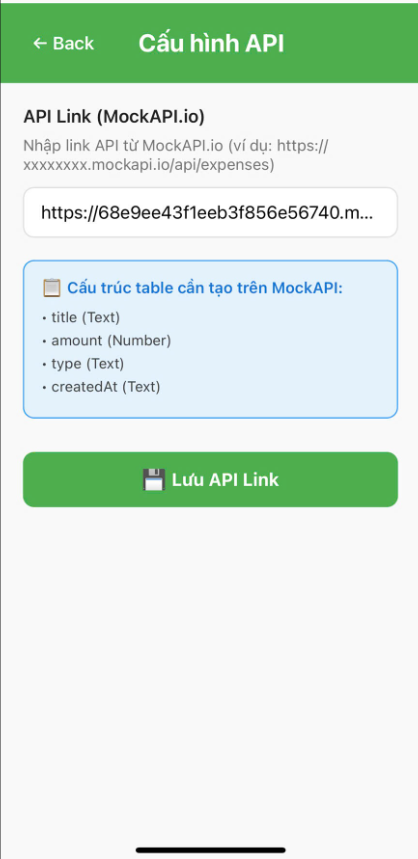 ← Back Cấu hình API
API Link (MockAPI.io)
Nhập link API từ MockAPI.io (ví dụ: https://
xxxxxxxx.mockapi.io/api/expenses)
https://68e9ee43f1eeb3f856e56740.m...
📋 Cấu trúc table cần tạo trên MockAPI:
• title (Text)
• amount (Number)
• type (Text)
• createdAt (Text)
💾 Lưu API Link